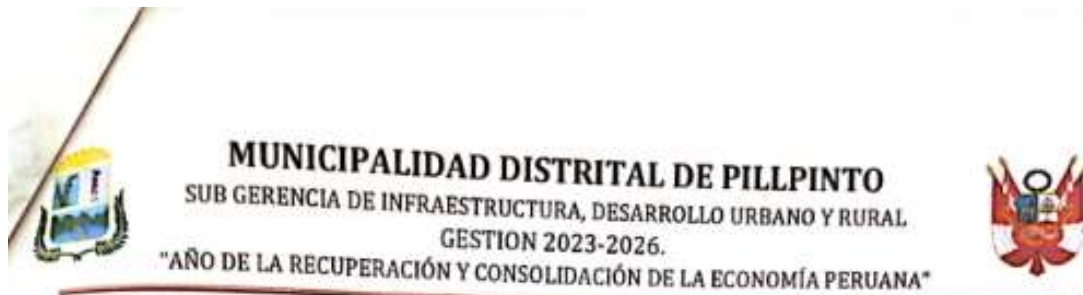 MUNICIPALIDAD DISTRITAL DE PILLPINTO
SUB GERENCIA DE INFRAESTRUCTURA, DESARROLLO URBANO Y RURAL
GESTION 2023-2026.
"AÑO DE LA RECUPERACIÓN Y CONSOLIDACIÓN DE LA ECONOMÍA PERUANA"